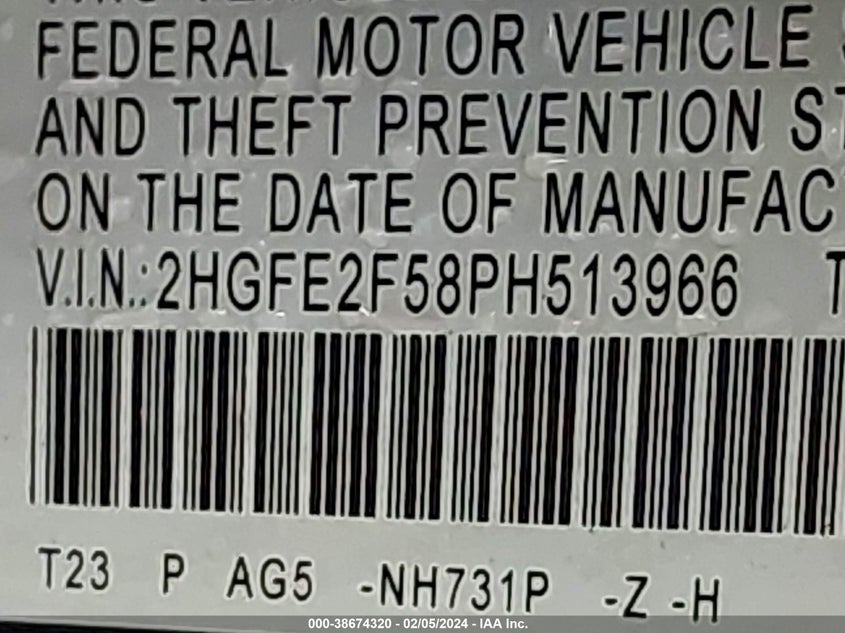 FEDERAL MOTOR VEHICLE
AND THEFT PREVENTION
ON THE DATE OF
V.I.N.:2HGFE2F58PH513966
T23 P AG5 -NH731P -Z -H
000-38674320 - 02/05/2024 - IAA Inc.